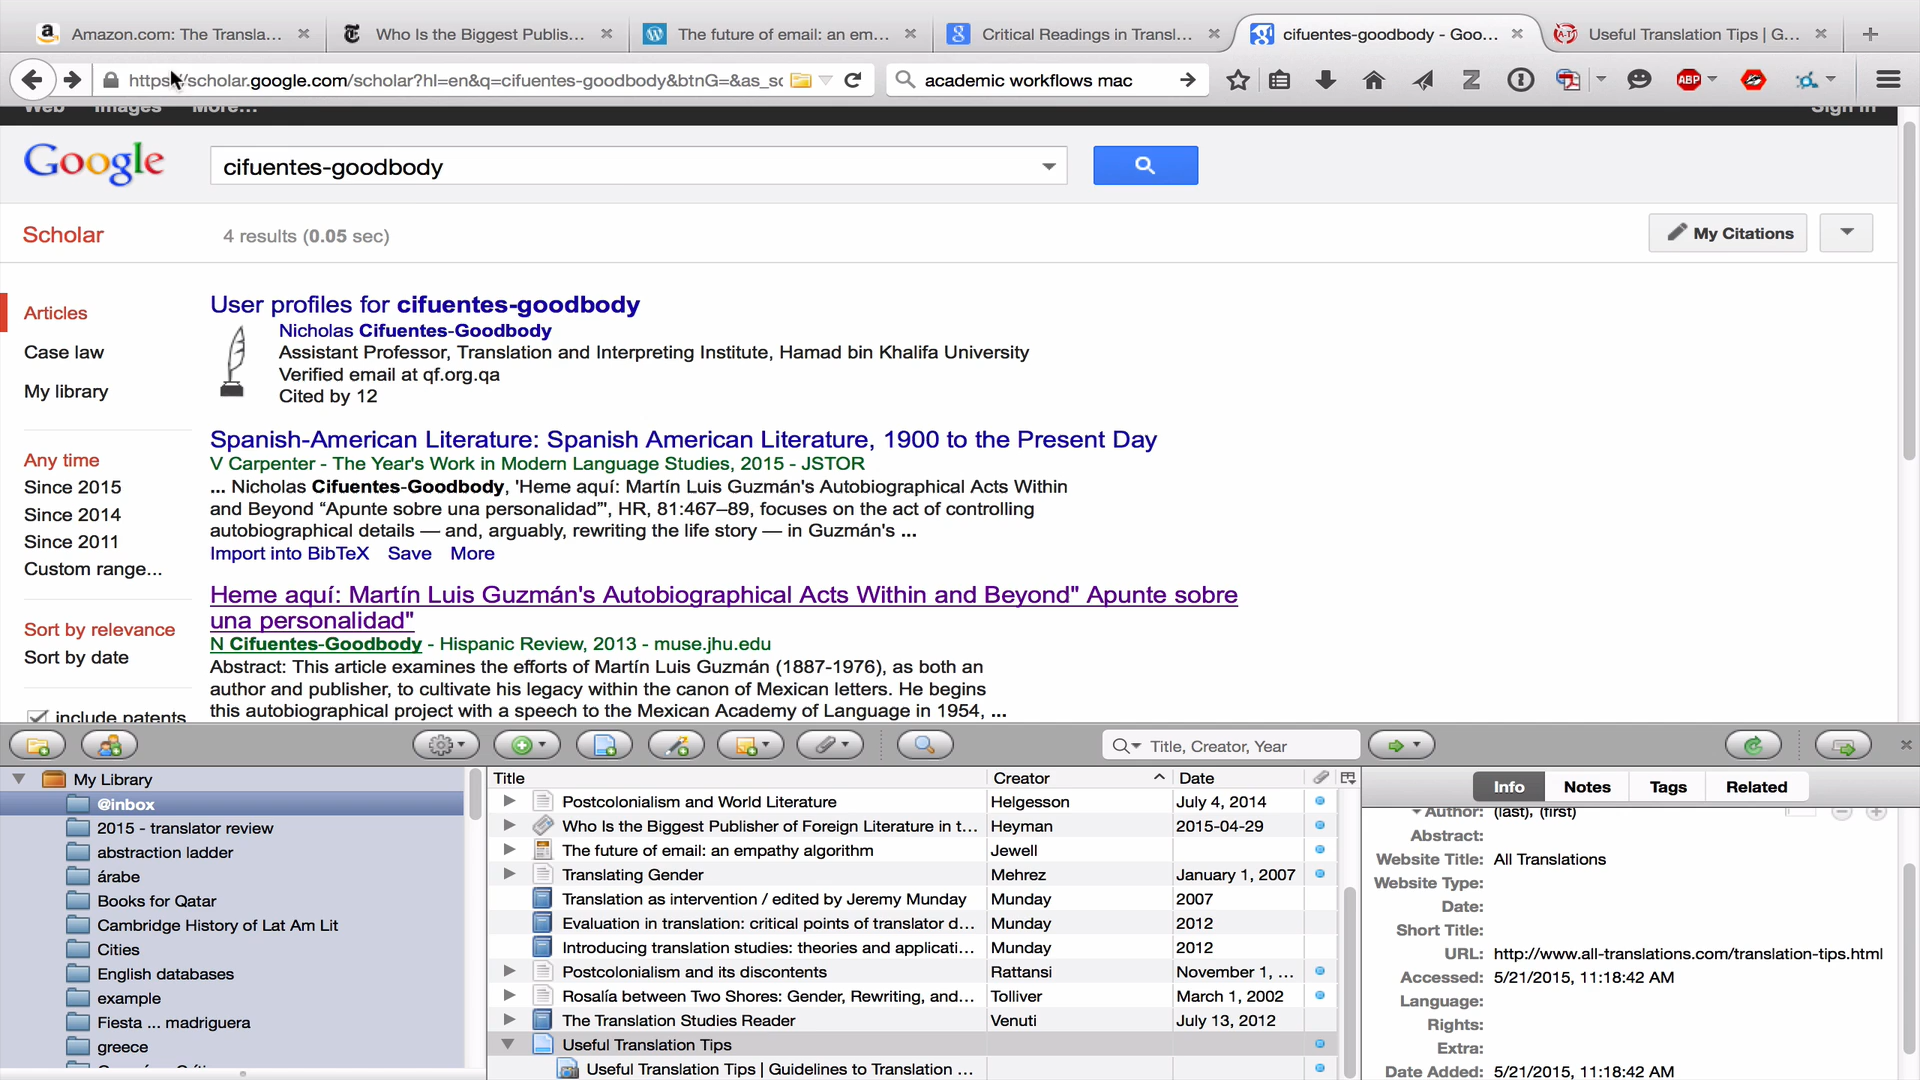 Amazon.com: The Transla...
Who Is the Biggest Publis...
The future of email: an em...
Critical Readings in Transl...
cifuentes-goodbody - Goo...
Useful Translation Tips | G...
https://scholar.google.com/scholar?hl=en&q=cifuentes-goodbody&btnG=&as_sc
academic workflows mac
ABP
Web Images More...
Sign in
Google
cifuentes-goodbody
Scholar
4 results (0.05 sec)
My Citations
Articles
Case law
My library
Any time
Since 2015
Since 2014
Since 2011
Custom range...
Sort by relevance
Sort by date
include patents
User profiles for cifuentes-goodbody
Nicholas Cifuentes-Goodbody
Assistant Professor, Translation and Interpreting Institute, Hamad bin Khalifa University
Verified email at qf.org.qa
Cited by 12
Spanish-American Literature: Spanish American Literature, 1900 to the Present Day
V Carpenter - The Year's Work in Modern Language Studies, 2015 - JSTOR
... Nicholas Cifuentes-Goodbody, 'Heme aquí: Martín Luis Guzmán's Autobiographical Acts Within
and Beyond “Apunte sobre una personalidad”', HR, 81:467–89, focuses on the act of controlling
autobiographical details — and, arguably, rewriting the life story — in Guzmán's ...
Import into BibTeX Save More
Heme aquí: Martín Luis Guzmán's Autobiographical Acts Within and Beyond" Apunte sobre
una personalidad"
N Cifuentes-Goodbody - Hispanic Review, 2013 - muse.jhu.edu
Abstract: This article examines the efforts of Martín Luis Guzmán (1887-1976), as both an
author and publisher, to cultivate his legacy within the canon of Mexican letters. He begins
this autobiographical project with a speech to the Mexican Academy of Language in 1954, ...
Title, Creator, Year
My Library
@inbox
2015 - translator review
abstraction ladder
árabe
Books for Qatar
Cambridge History of Lat Am Lit
Cities
English databases
example
Fiesta ... madriguera
greece
Title Creator Date
Postcolonialism and World Literature Helgesson July 4, 2014
Who Is the Biggest Publisher of Foreign Literature in t... Heyman 2015-04-29
The future of email: an empathy algorithm Jewell
Translating Gender Mehrez January 1, 2007
Translation as intervention / edited by Jeremy Munday Munday 2007
Evaluation in translation: critical points of translator d... Munday 2012
Introducing translation studies: theories and applicati... Munday 2012
Postcolonialism and its discontents Rattansi November 1, ...
Rosalía between Two Shores: Gender, Rewriting, and... Tolliver March 1, 2002
The Translation Studies Reader Venuti July 13, 2012
Useful Translation Tips
Useful Translation Tips | Guidelines to Translation ...
Info Notes Tags Related
Author: (last), (first)
Abstract:
Website Title: All Translations
Website Type:
Date:
Short Title:
URL: http://www.all-translations.com/translation-tips.html
Accessed: 5/21/2015, 11:18:42 AM
Language:
Rights:
Extra:
Date Added: 5/21/2015, 11:18:42 AM